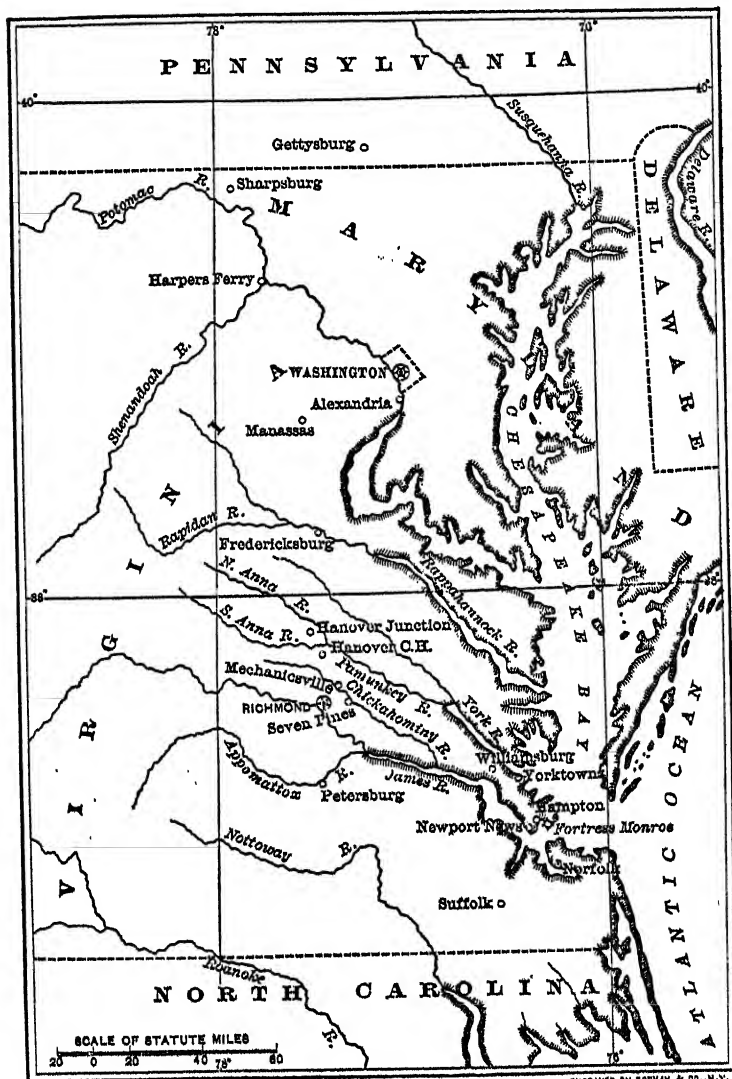 78°
76
PENNSYLVANIA
40°
40°
Susquehanna R.
Gettysburg
DELAWARE
Delaware R.
Potomac R.
Sharpsburg
MARYLAND
Harpers Ferry
Shenandoah R.
WASHINGTON
Alexandria
Manassas
CHESAPEAKE BAY
VIRGINIA
Rapidan R.
Fredericksburg
Rappahannock R.
38°
N. Anna R.
S. Anna R.
Hanover Junction
Hanover C.H.
Pamunkey R.
Mechanicsville
Chickahominy R.
RICHMOND
Seven Pines
York R.
Williamsburg
Yorktown
Appomattox R.
James R.
Petersburg
Hampton
Newport News
Fortress Monroe
Norfolk
Nottoway R.
Suffolk
ATLANTIC OCEAN
Roanoke R.
NORTH CAROLINA
SCALE OF STATUTE MILES
20 0 20 40 60
78°
76°